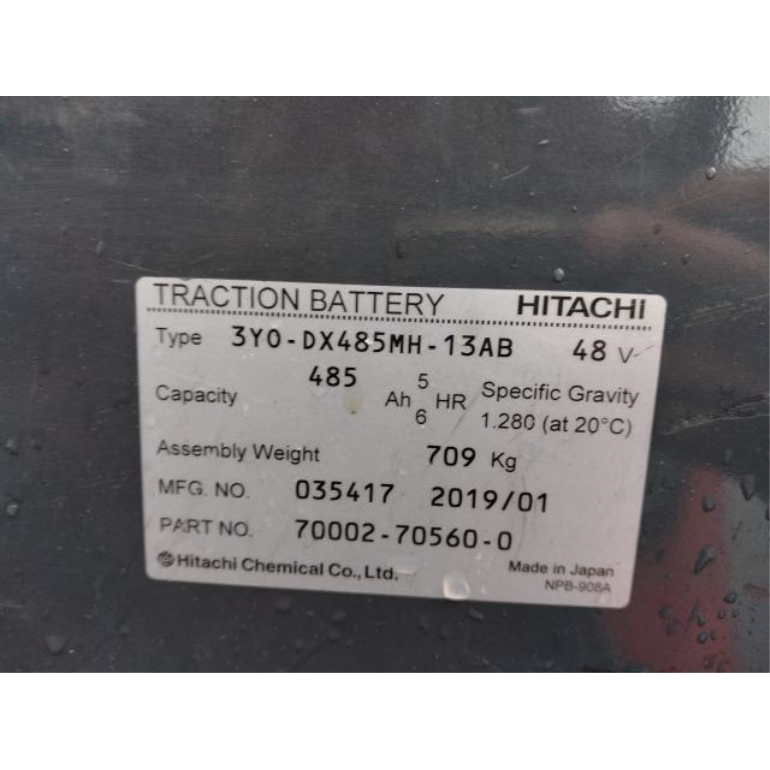 TRACTION BATTERY HITACHI
Type 3Y0-DX485MH-13AB 48 V
Capacity 485 Ah 5 HR Specific Gravity
6 1.280 (at 20°C)
Assembly Weight 709 Kg
MFG. NO. 035417 2019/01
PART NO. 70002-70560-0
Hitachi Chemical Co., Ltd. Made in Japan
NPB-908A